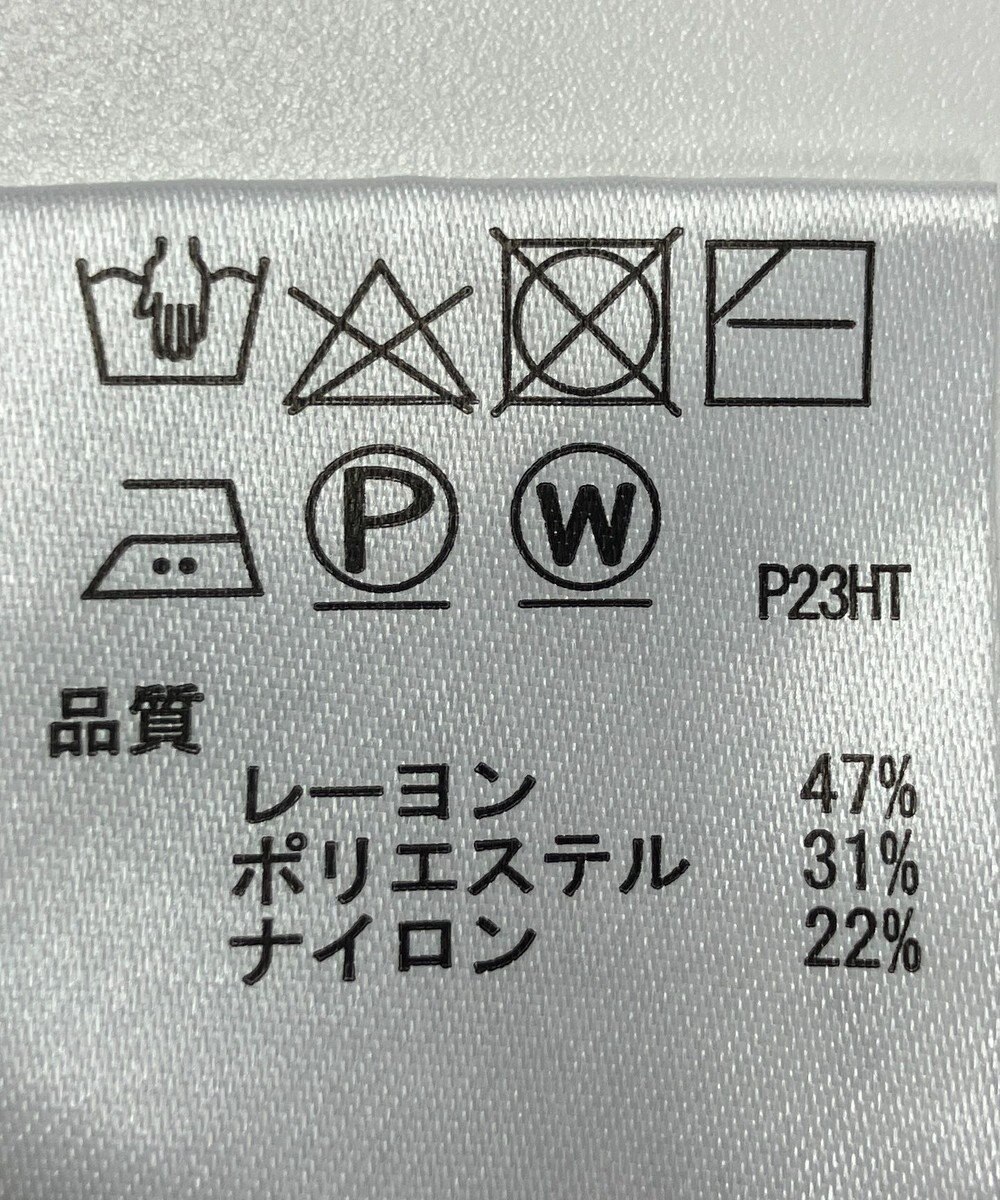 P W
P23HT
品質
レーヨン 47%
ポリエステル 31%
ナイロン 22%